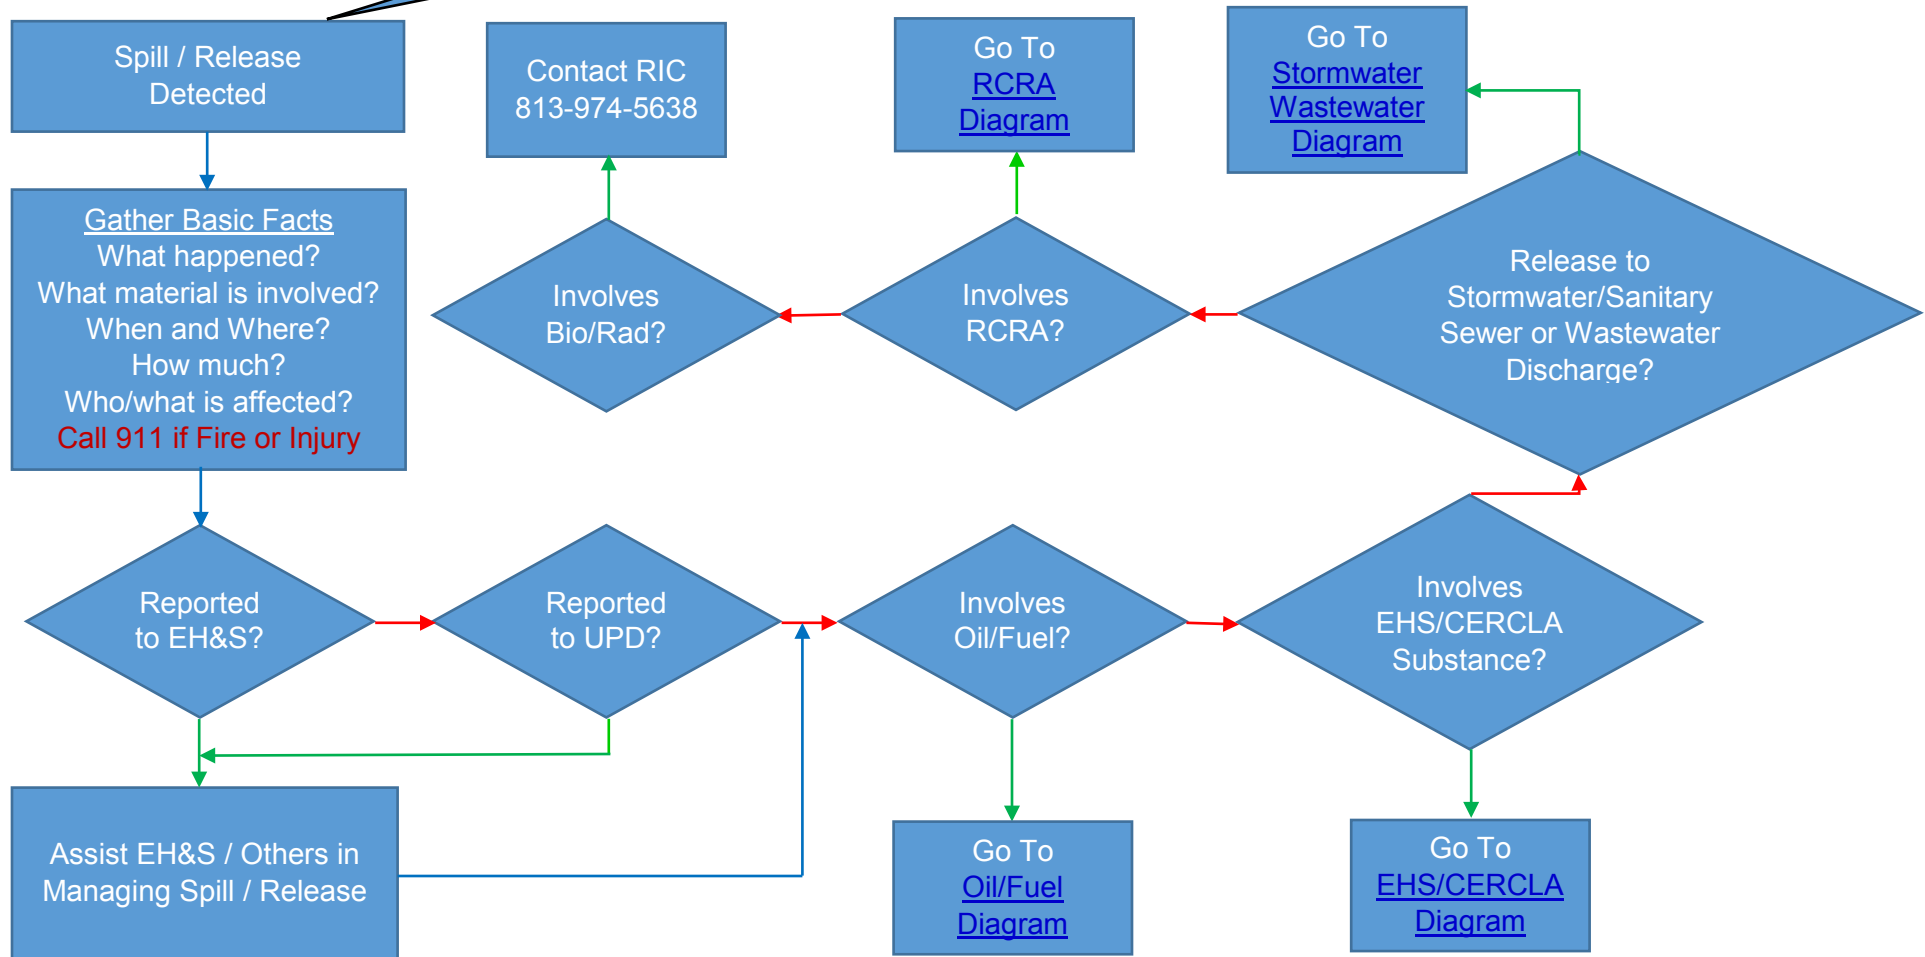 Spill / Release
Detected
Gather Basic Facts
What happened?
What material is involved?
When and Where?
How much?
Who/what is affected?
Call 911 if Fire or Injury
Reported
to EH&S?
Assist EH&S / Others in
Managing Spill / Release
Reported
to UPD?
Involves
Oil/Fuel?
Go To
Oil/Fuel
Diagram
Involves
EHS/CERCLA
Substance?
Go To
EHS/CERCLA
Diagram
Release to
Stormwater/Sanitary
Sewer or Wastewater
Discharge?
Go To
Stormwater
Wastewater
Diagram
Involves
RCRA?
Go To
RCRA
Diagram
Involves
Bio/Rad?
Contact RIC
813-974-5638